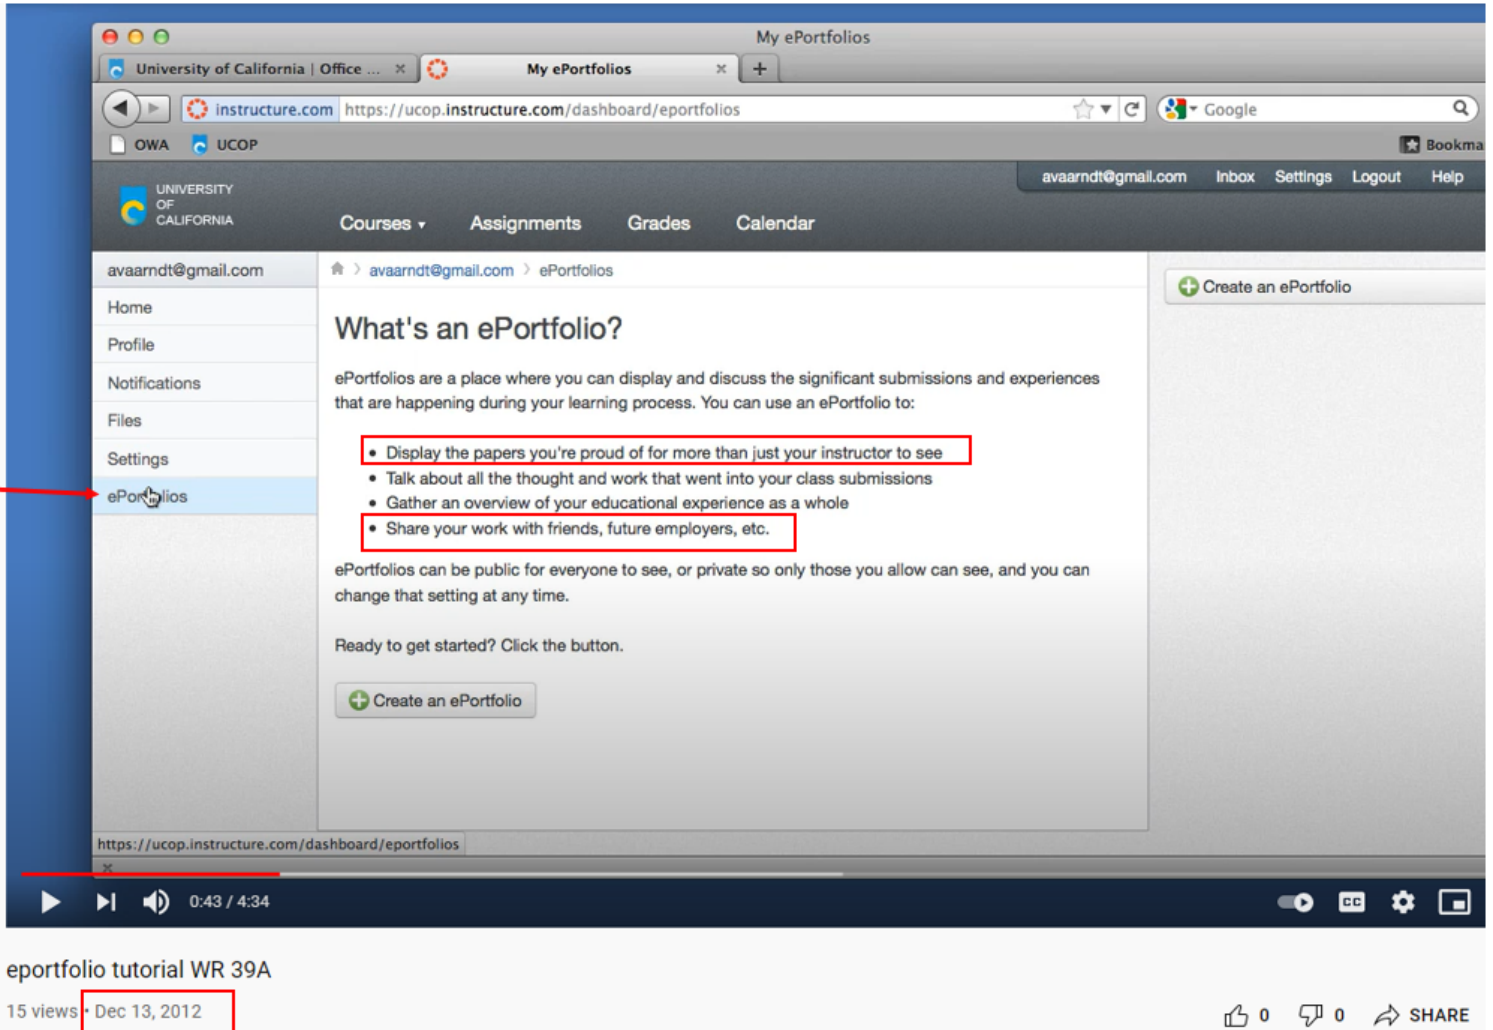 My ePortfolios
University of California | Office ... ×
My ePortfolios ×
+
instructure.com https://ucop.instructure.com/dashboard/eportfolios
Google
OWA UCOP
Bookma
avaarndt@gmail.com Inbox Settings Logout Help
UNIVERSITY
OF
CALIFORNIA
Courses Assignments Grades Calendar
avaarndt@gmail.com
Home
Profile
Notifications
Files
Settings
ePortfolios
avaarndt@gmail.com > ePortfolios
What's an ePortfolio?
ePortfolios are a place where you can display and discuss the significant submissions and experiences
that are happening during your learning process. You can use an ePortfolio to:
• Display the papers you're proud of for more than just your instructor to see
• Talk about all the thought and work that went into your class submissions
• Gather an overview of your educational experience as a whole
• Share your work with friends, future employers, etc.
ePortfolios can be public for everyone to see, or private so only those you allow can see, and you can
change that setting at any time.
Ready to get started? Click the button.
Create an ePortfolio
Create an ePortfolio
https://ucop.instructure.com/dashboard/eportfolios
0:43 / 4:34
CC
eportfolio tutorial WR 39A
15 views • Dec 13, 2012
0 0 SHARE